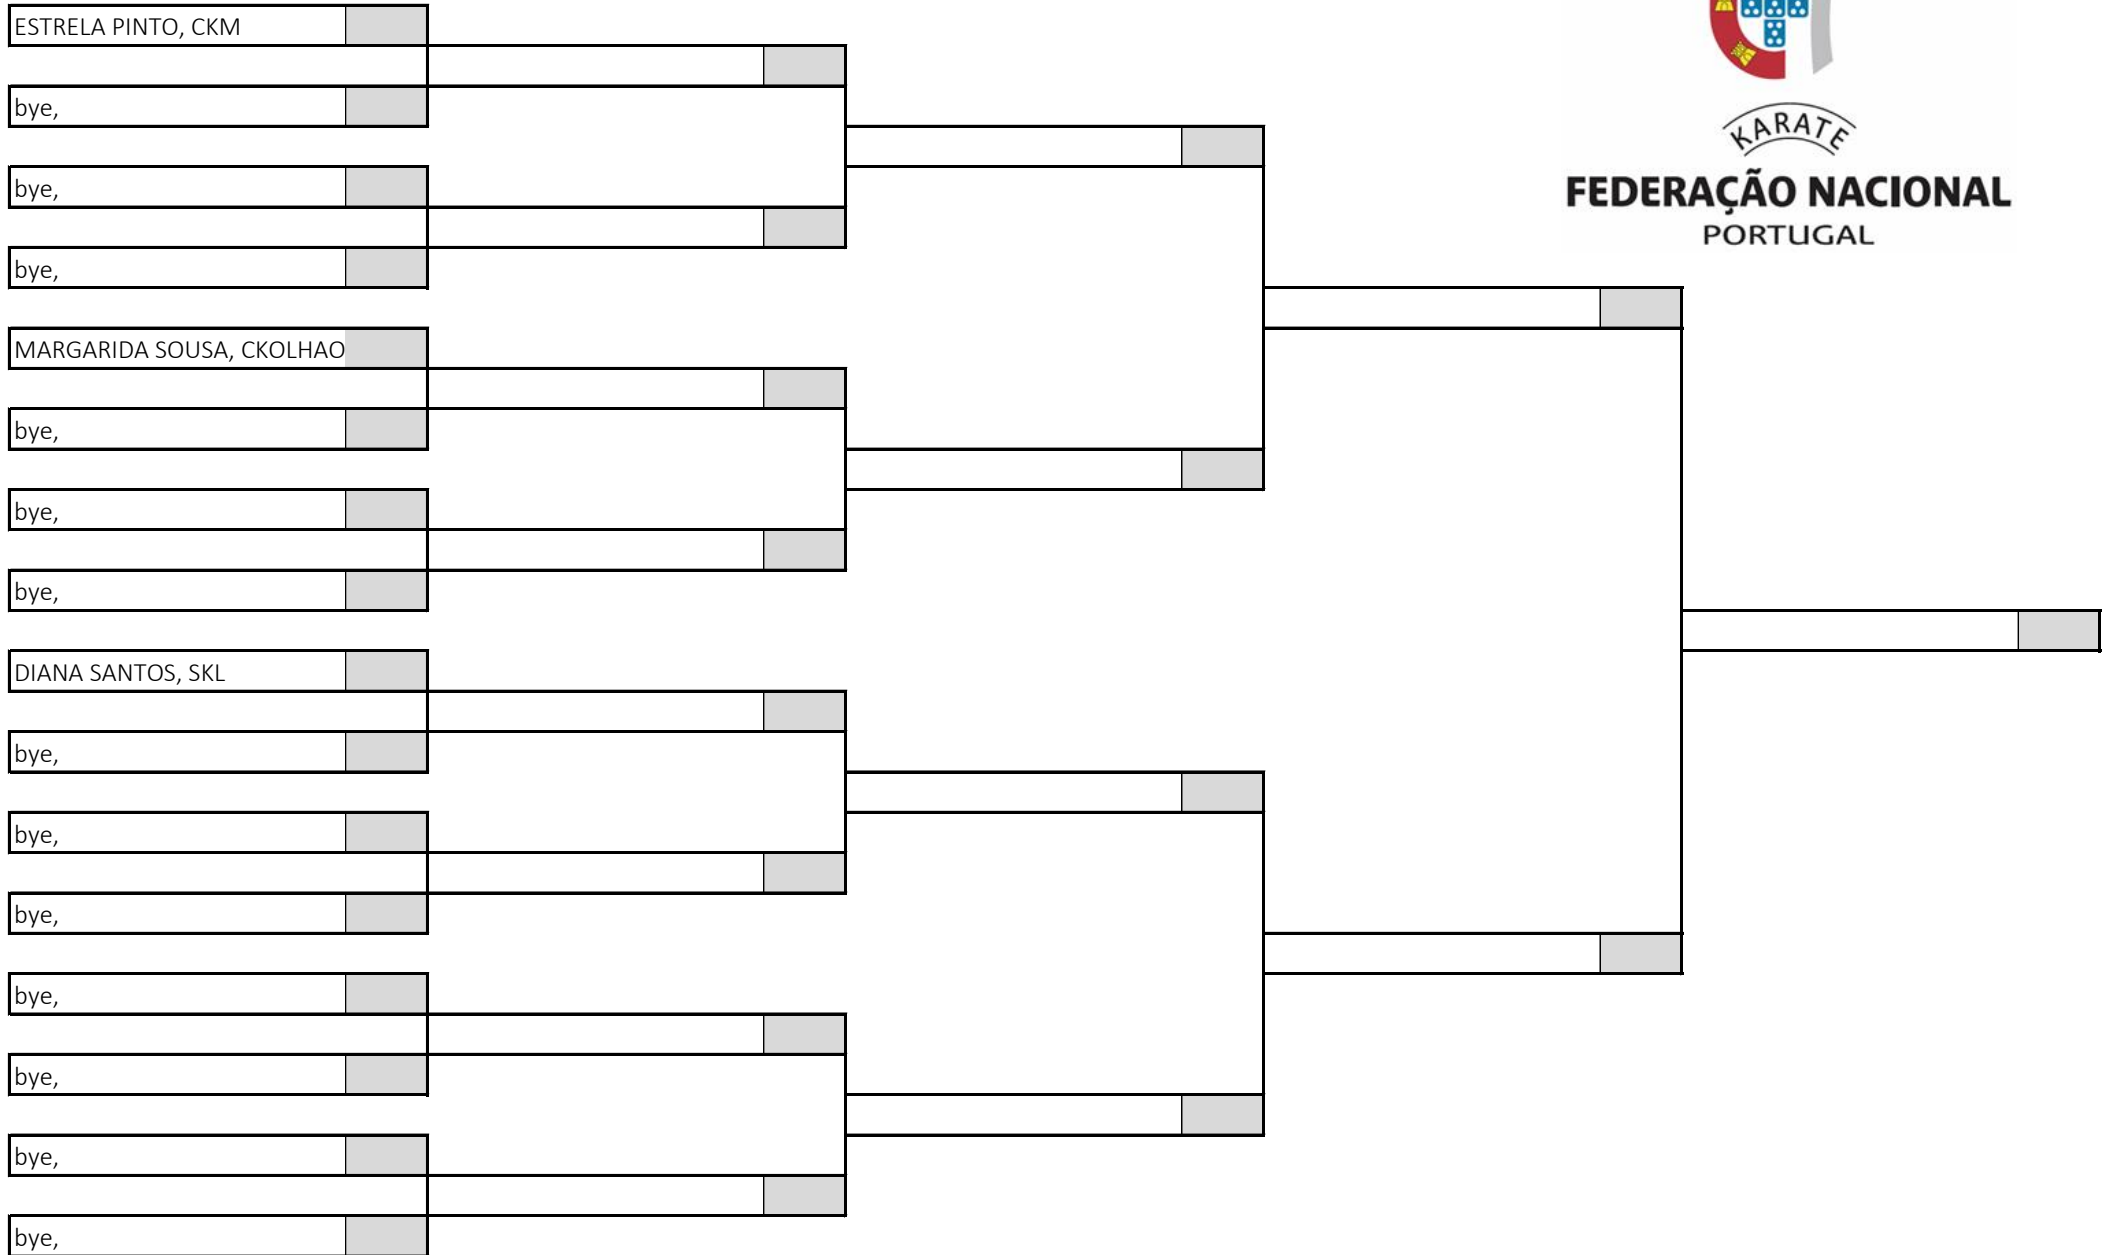 ESTRELA PINTO, CKM
bye,
bye,
bye,
MARGARIDA SOUSA, CKOLHAO
bye,
bye,
bye,
DIANA SANTOS, SKL
bye,
bye,
bye,
bye,
bye,
bye,
bye,
KARATE
FEDERAÇÃO NACIONAL
PORTUGAL